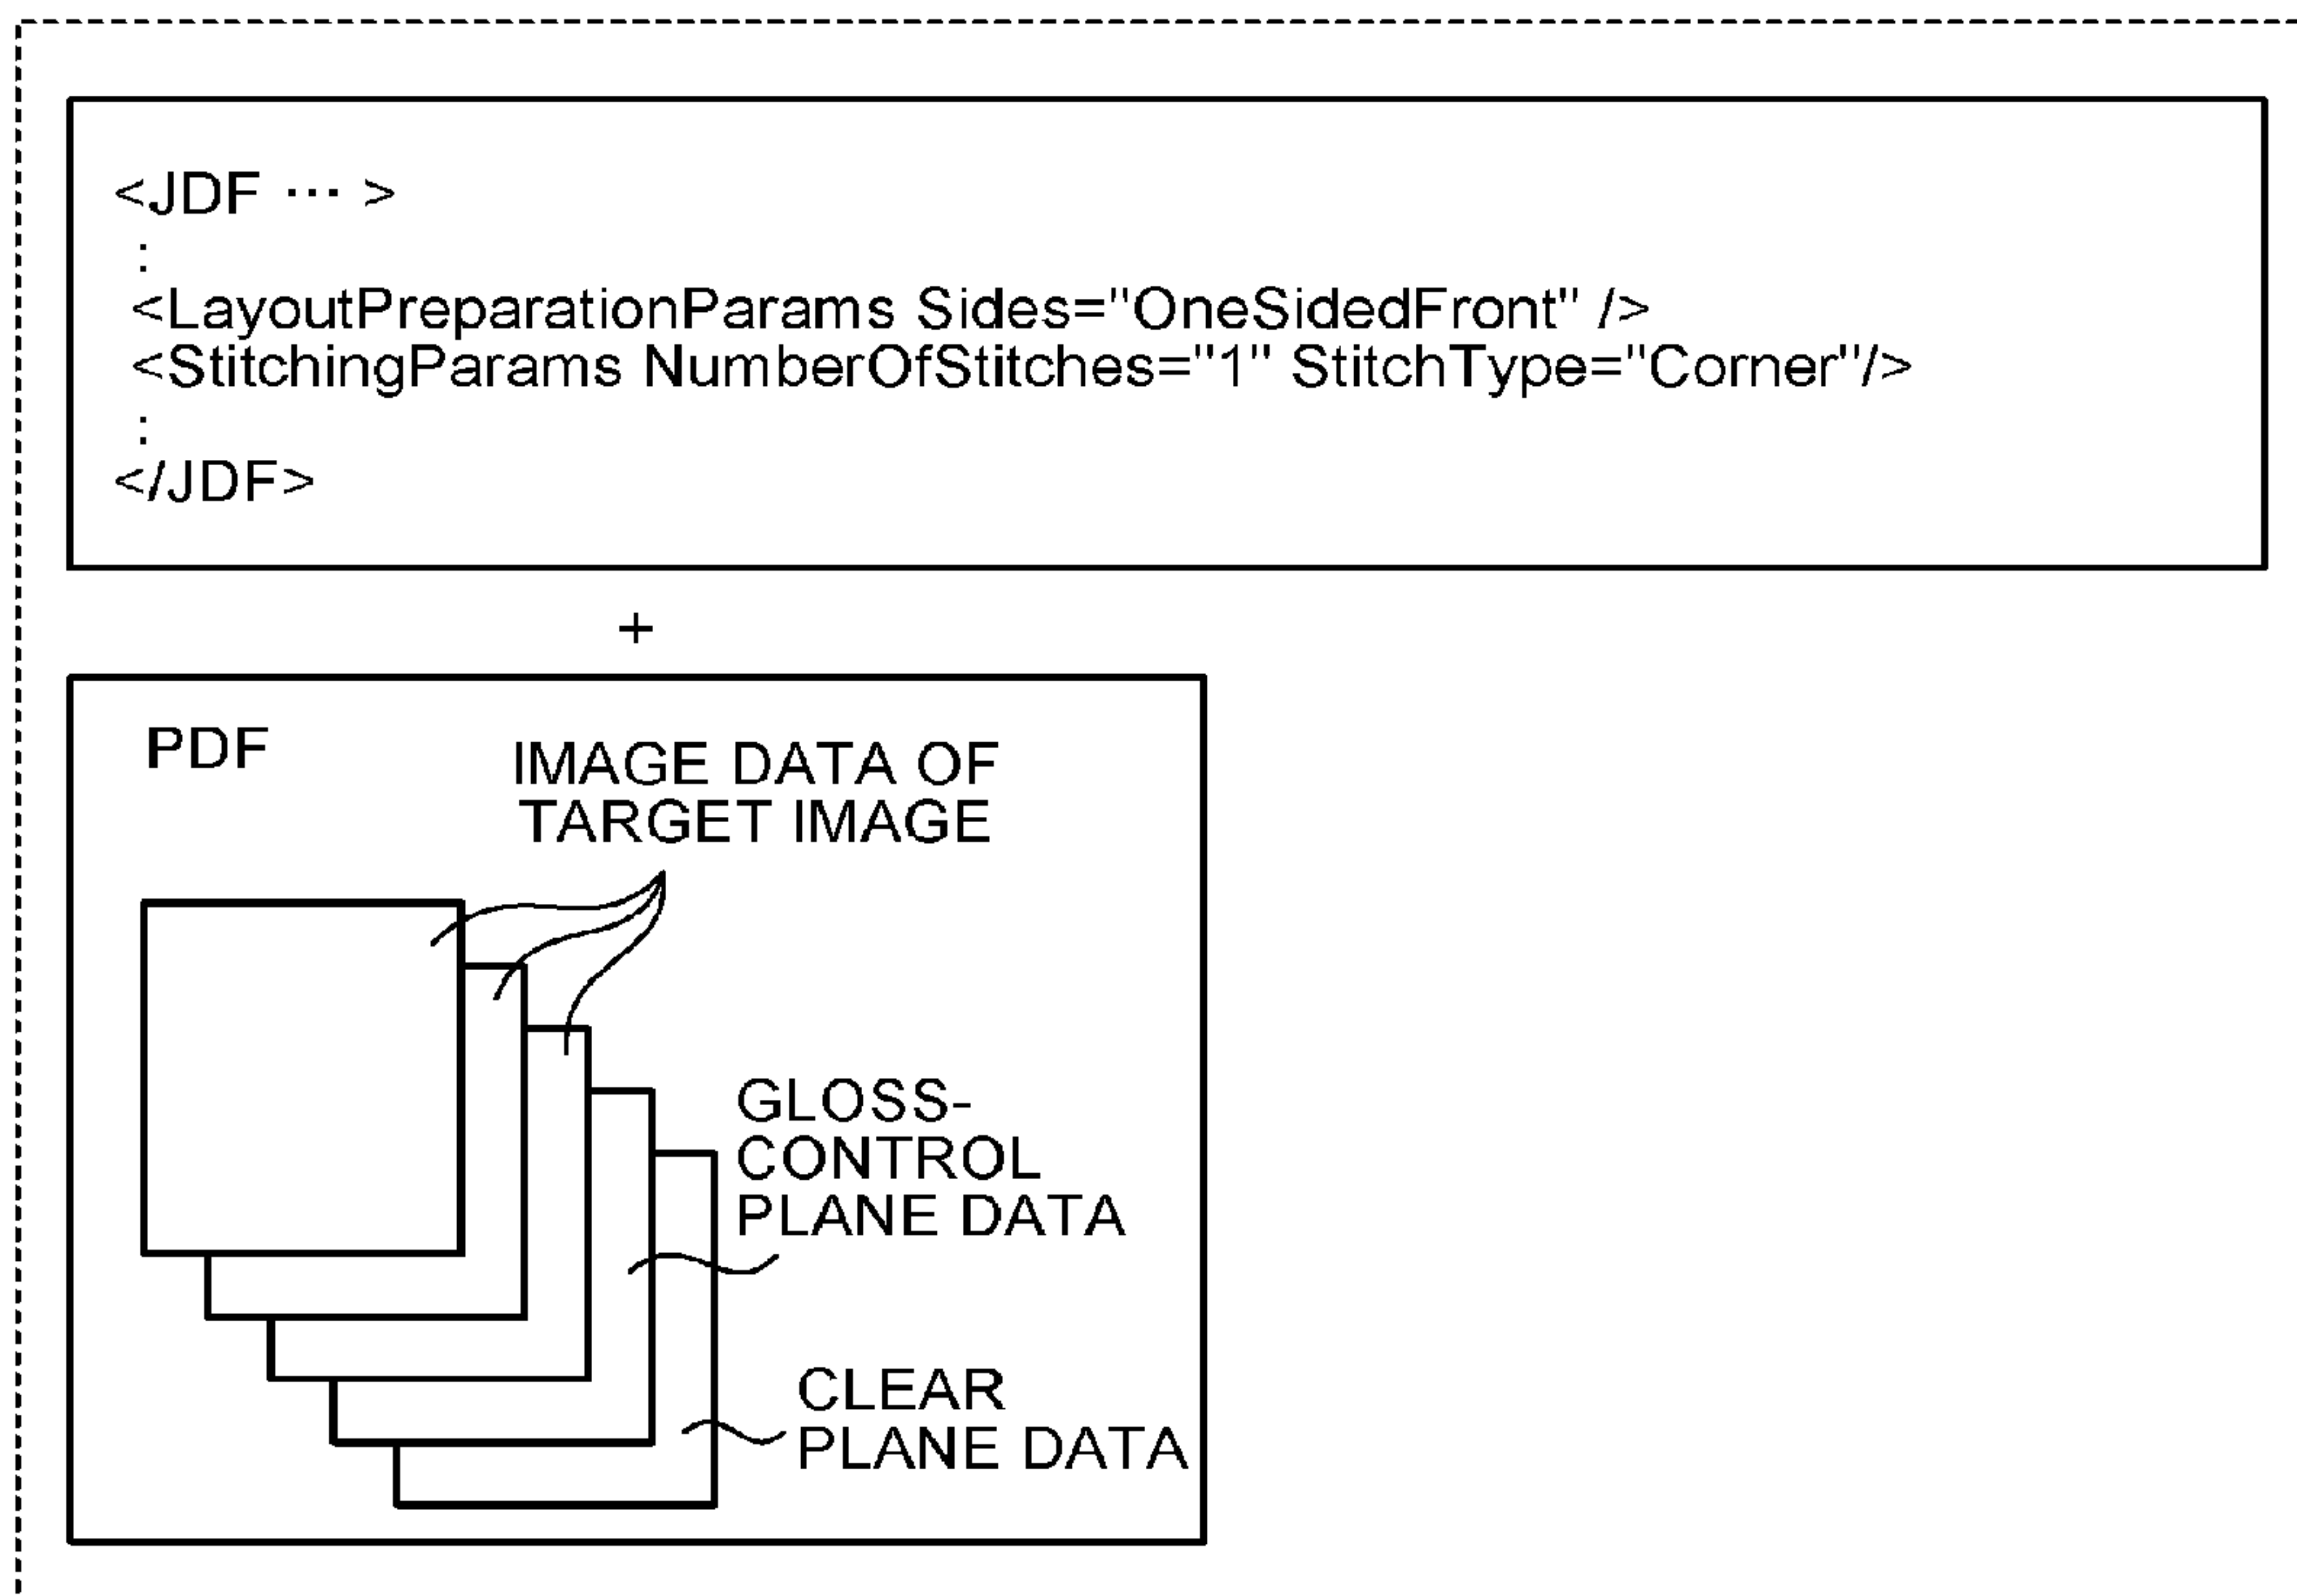 <JDF ··· >
:
<LayoutPreparationParams Sides="OneSidedFront" />
<StitchingParams NumberOfStitches="1" StitchType="Corner"/>
:
</JDF>
+
PDF
IMAGE DATA OF
TARGET IMAGE
GLOSS-
CONTROL
PLANE DATA
CLEAR
PLANE DATA